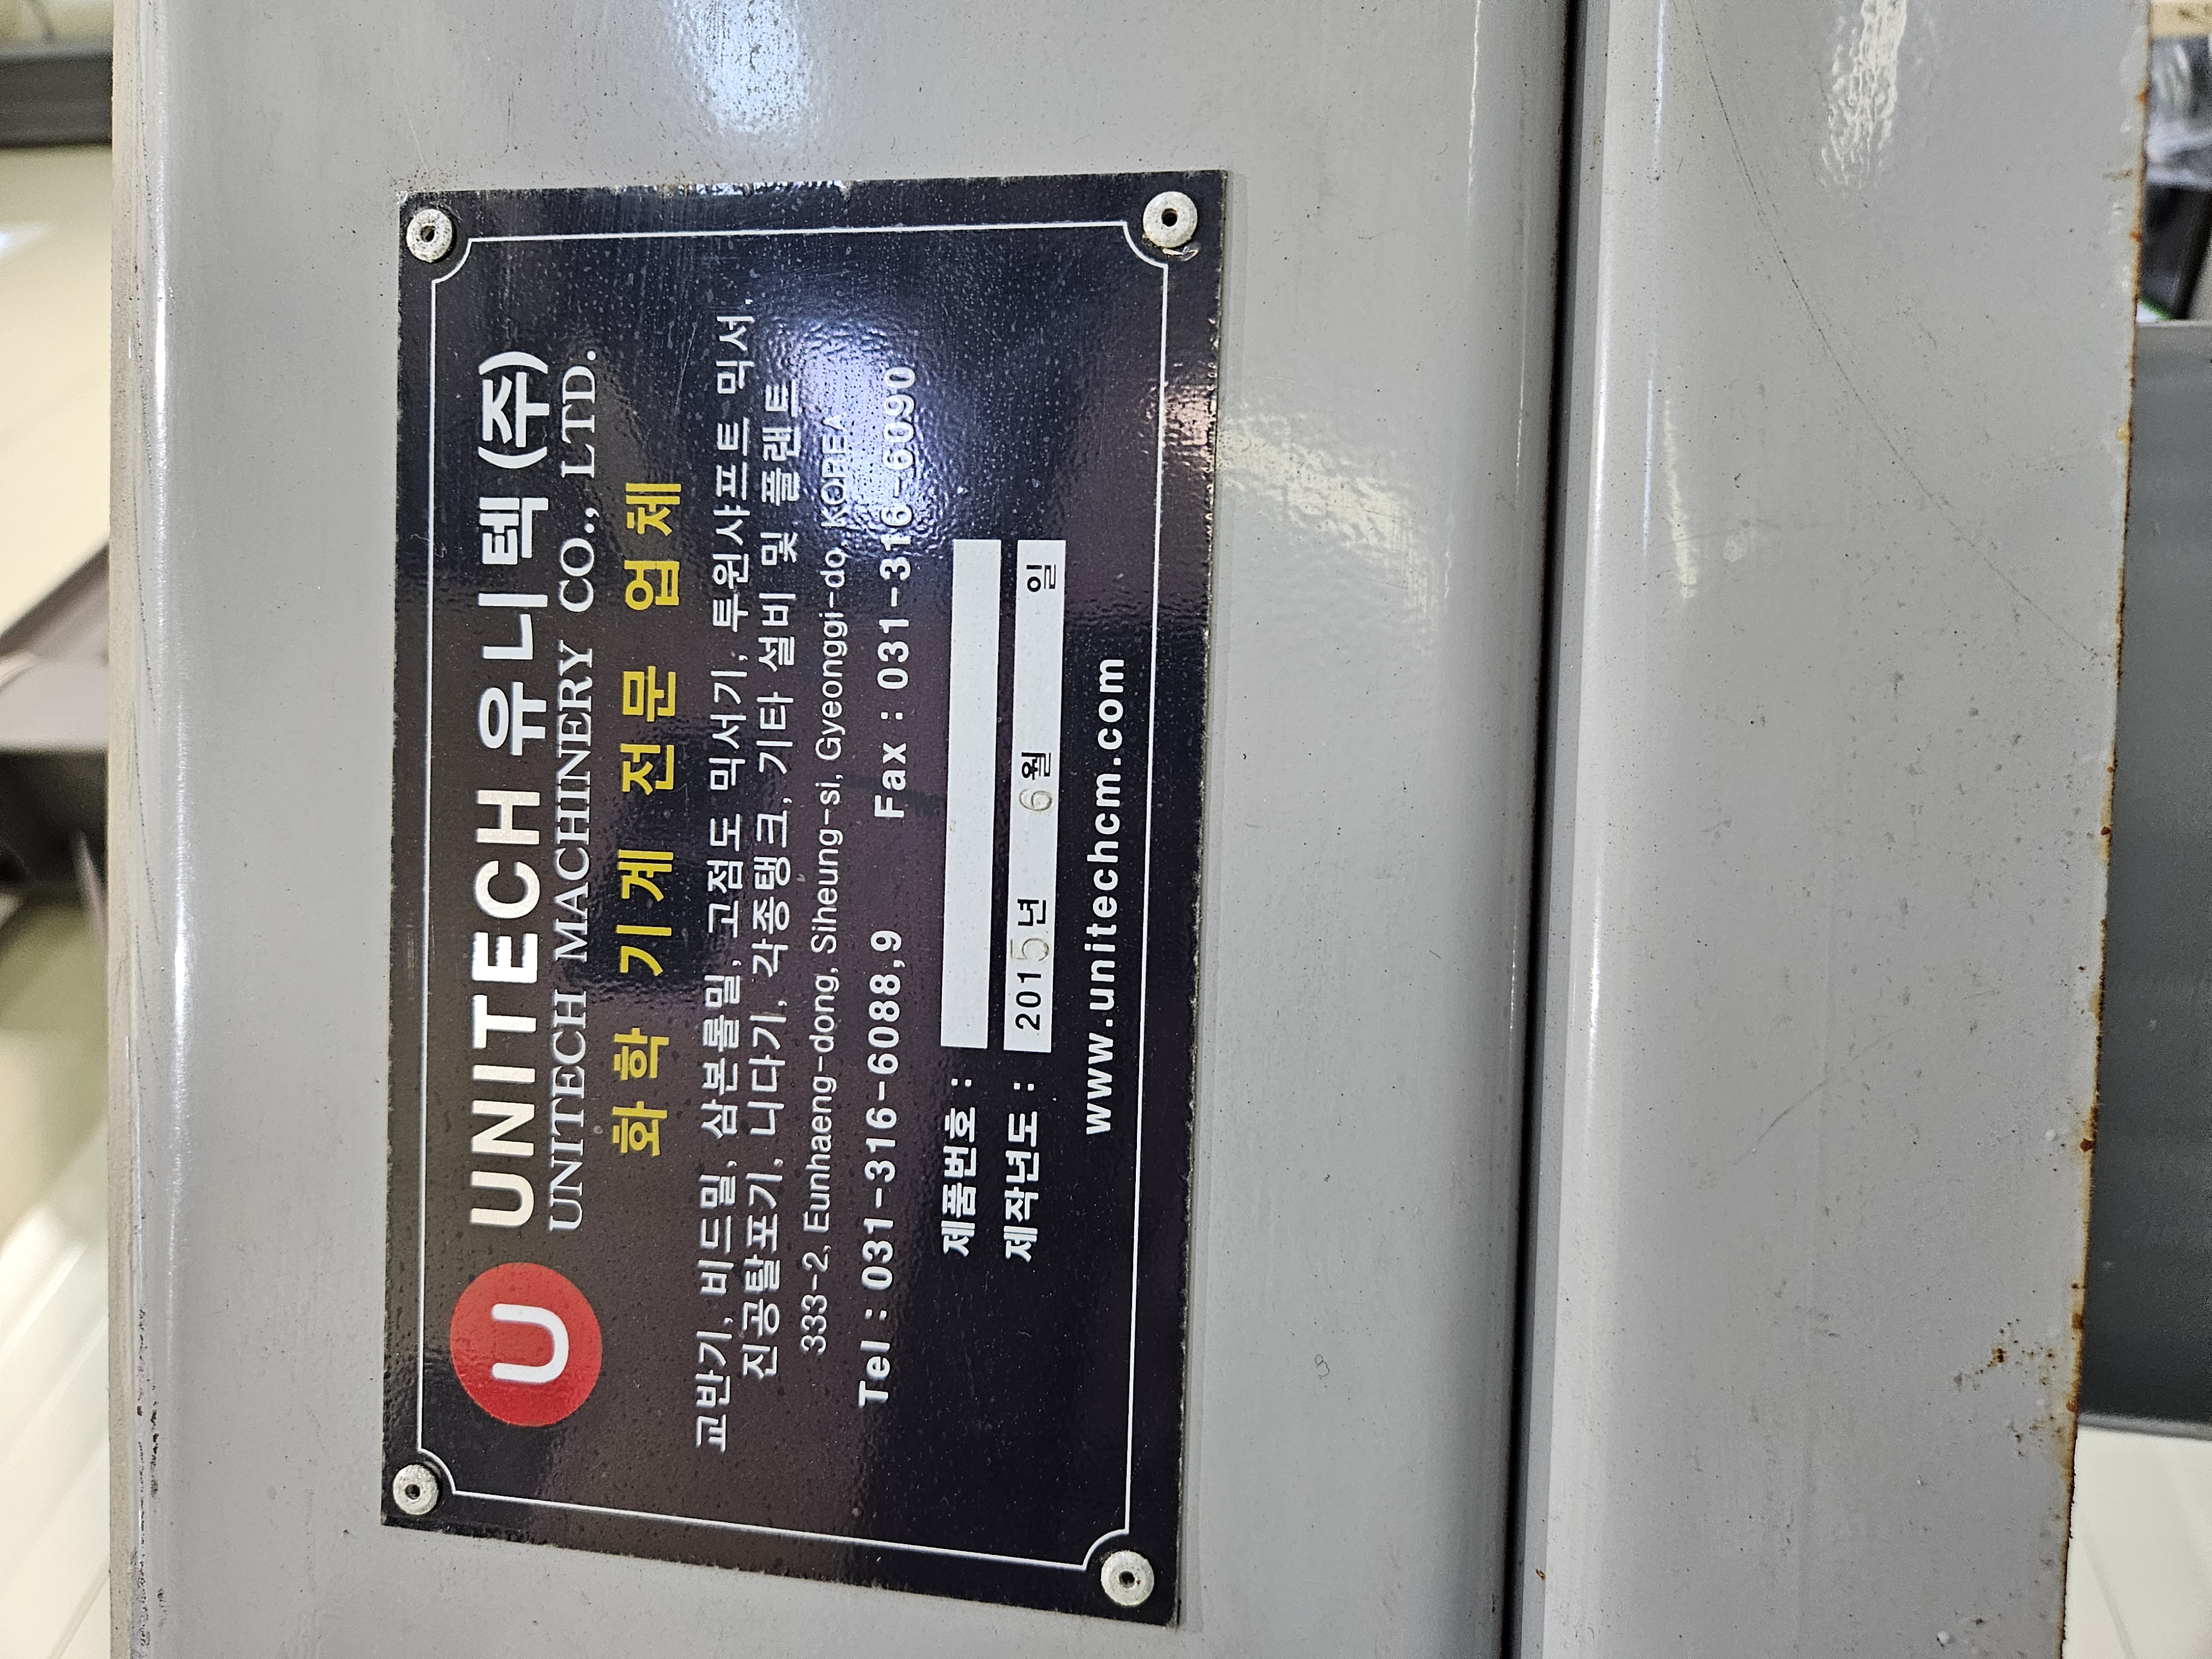 U
UNITECH 유니텍 (주)
UNITECH MACHINERY CO., LTD.
화 학 기 계 전 문 업 체
교반기, 비드밀, 삼본롤밀, 고점도 믹서기, 투윈샤프트 믹서,
진공탈포기, 니다기, 각종탱크, 기타 설비 및 플랜트
333-2, Eunhaeng-dong, Siheung-si, Gyeonggi-do, KOREA
Tel : 031-316-6088,9 Fax : 031-316-6090
제품번호 :
제작년도 : 2015년 6월 일
www.unitechcm.com